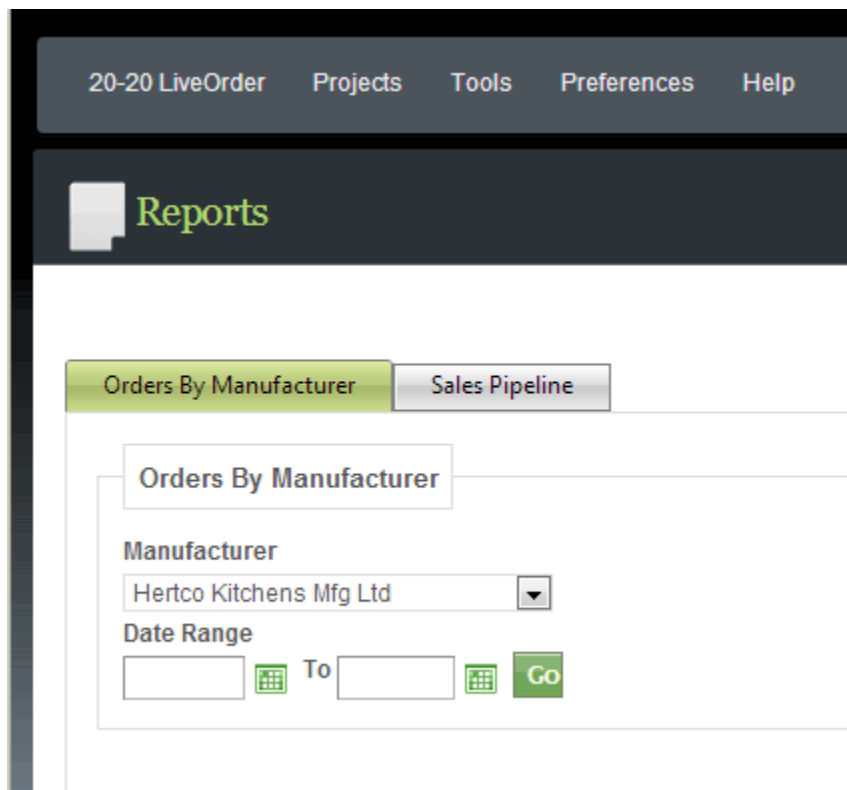 20-20 LiveOrder Projects Tools Preferences Help
Reports
Orders By Manufacturer Sales Pipeline
Orders By Manufacturer
Manufacturer
Hertco Kitchens Mfg Ltd
Date Range
To Go